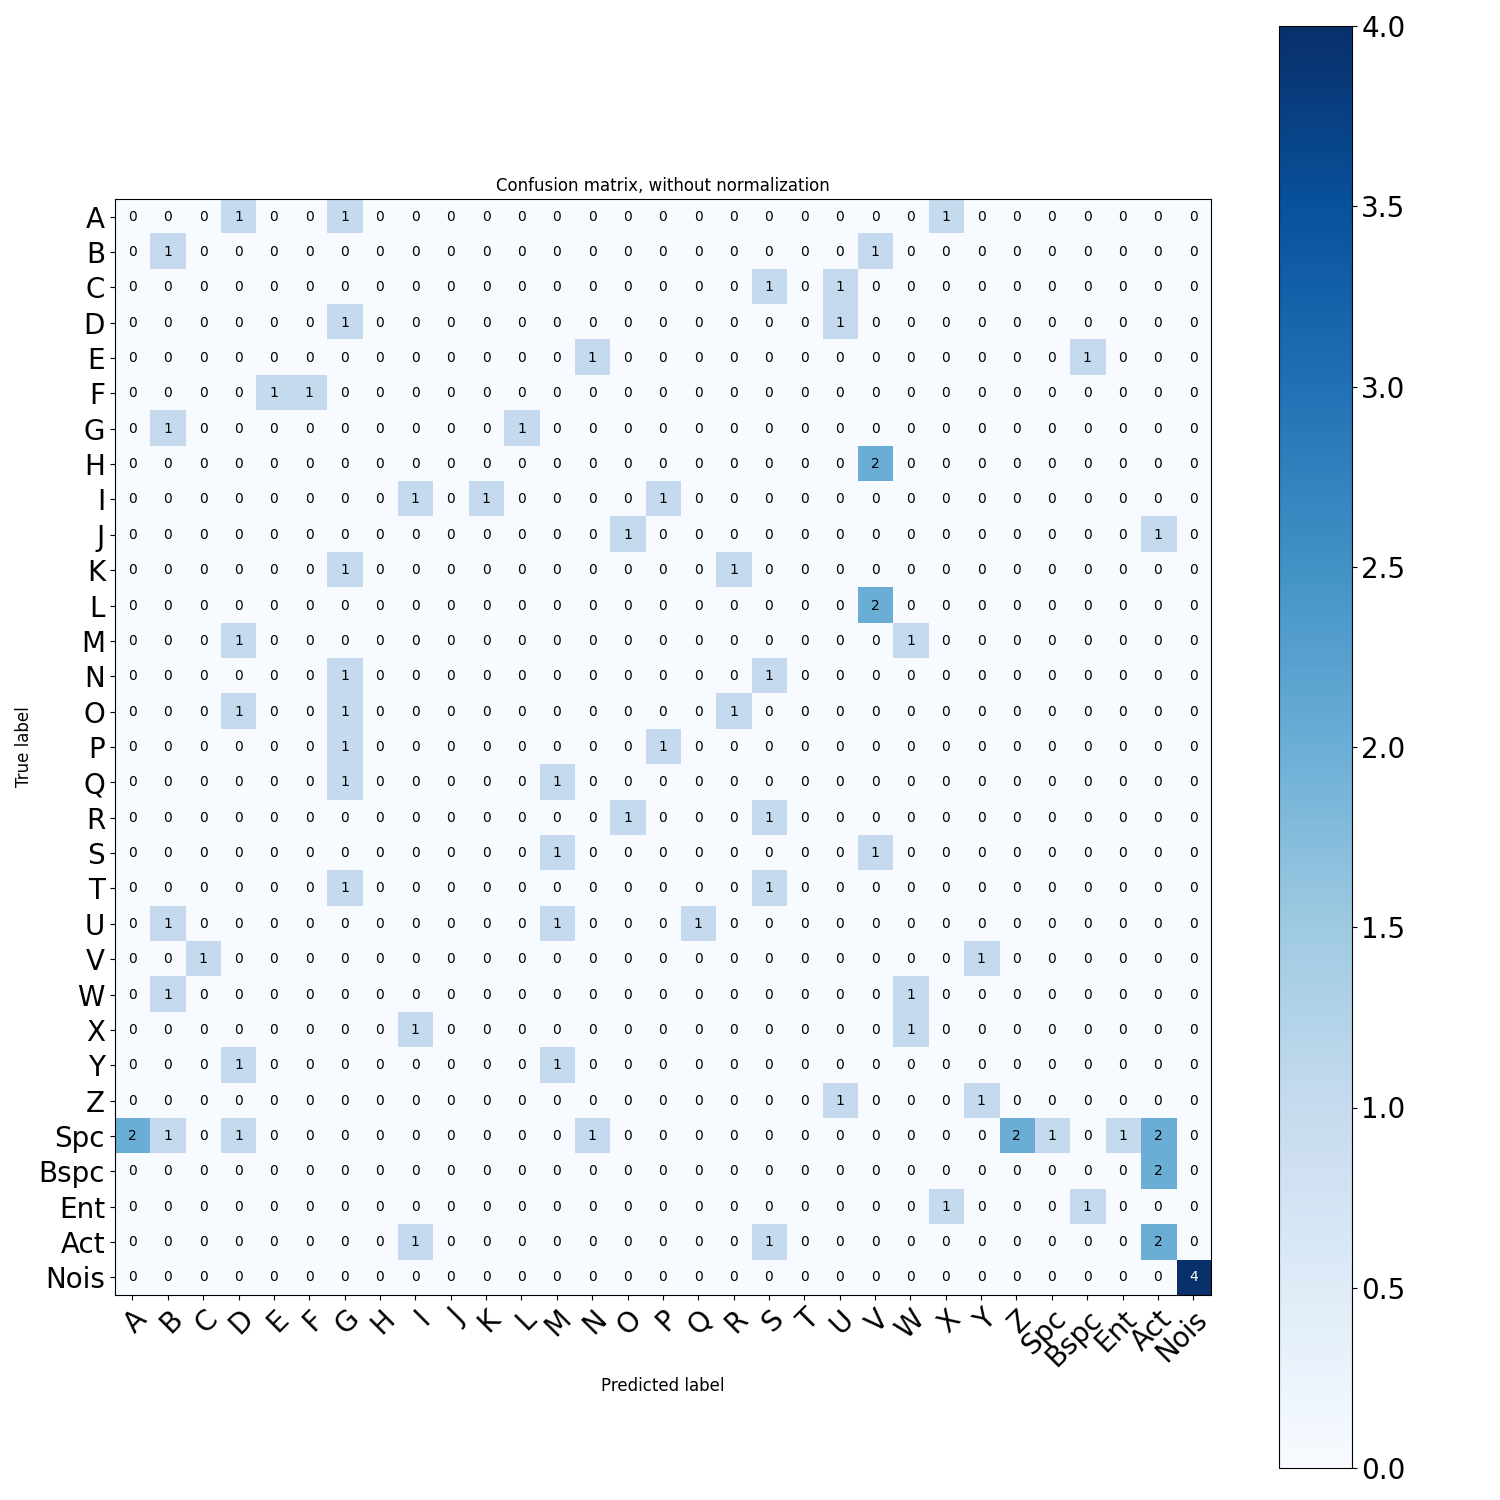 Confusion matrix, without normalization
A 0 0 0 1 0 0 1 0 0 0 0 0 0 0 0 0 0 0 0 0 0 0 0 1 0 0 0 0 0 0 0
B 0 1 0 0 0 0 0 0 0 0 0 0 0 0 0 0 0 0 0 0 0 1 0 0 0 0 0 0 0 0 0
C 0 0 0 0 0 0 0 0 0 0 0 0 0 0 0 0 0 0 1 0 1 0 0 0 0 0 0 0 0 0 0
D 0 0 0 0 0 0 1 0 0 0 0 0 0 0 0 0 0 0 0 0 1 0 0 0 0 0 0 0 0 0 0
E 0 0 0 0 0 0 0 0 0 0 0 0 0 1 0 0 0 0 0 0 0 0 0 0 0 0 0 1 0 0 0
F 0 0 0 0 1 1 0 0 0 0 0 0 0 0 0 0 0 0 0 0 0 0 0 0 0 0 0 0 0 0 0
G 0 1 0 0 0 0 0 0 0 0 0 1 0 0 0 0 0 0 0 0 0 0 0 0 0 0 0 0 0 0 0
H 0 0 0 0 0 0 0 0 0 0 0 0 0 0 0 0 0 0 0 0 0 2 0 0 0 0 0 0 0 0 0
I 0 0 0 0 0 0 0 0 1 0 1 0 0 0 0 1 0 0 0 0 0 0 0 0 0 0 0 0 0 0 0
J 0 0 0 0 0 0 0 0 0 0 0 0 0 0 1 0 0 0 0 0 0 0 0 0 0 0 0 0 0 1 0
K 0 0 0 0 0 0 1 0 0 0 0 0 0 0 0 0 0 1 0 0 0 0 0 0 0 0 0 0 0 0 0
L 0 0 0 0 0 0 0 0 0 0 0 0 0 0 0 0 0 0 0 0 0 2 0 0 0 0 0 0 0 0 0
M 0 0 0 1 0 0 0 0 0 0 0 0 0 0 0 0 0 0 0 0 0 0 1 0 0 0 0 0 0 0 0
N 0 0 0 0 0 0 1 0 0 0 0 0 0 0 0 0 0 0 1 0 0 0 0 0 0 0 0 0 0 0 0
O 0 0 0 1 0 0 1 0 0 0 0 0 0 0 0 0 0 1 0 0 0 0 0 0 0 0 0 0 0 0 0
P 0 0 0 0 0 0 1 0 0 0 0 0 0 0 0 1 0 0 0 0 0 0 0 0 0 0 0 0 0 0 0
Q 0 0 0 0 0 0 1 0 0 0 0 0 1 0 0 0 0 0 0 0 0 0 0 0 0 0 0 0 0 0 0
R 0 0 0 0 0 0 0 0 0 0 0 0 0 0 1 0 0 0 1 0 0 0 0 0 0 0 0 0 0 0 0
S 0 0 0 0 0 0 0 0 0 0 0 0 1 0 0 0 0 0 0 0 0 1 0 0 0 0 0 0 0 0 0
T 0 0 0 0 0 0 1 0 0 0 0 0 0 0 0 0 0 0 1 0 0 0 0 0 0 0 0 0 0 0 0
U 0 1 0 0 0 0 0 0 0 0 0 0 1 0 0 0 1 0 0 0 0 0 0 0 0 0 0 0 0 0 0
V 0 0 1 0 0 0 0 0 0 0 0 0 0 0 0 0 0 0 0 0 0 0 0 0 1 0 0 0 0 0 0
W 0 1 0 0 0 0 0 0 0 0 0 0 0 0 0 0 0 0 0 0 0 0 1 0 0 0 0 0 0 0 0
X 0 0 0 0 0 0 0 0 1 0 0 0 0 0 0 0 0 0 0 0 0 0 1 0 0 0 0 0 0 0 0
Y 0 0 0 1 0 0 0 0 0 0 0 0 1 0 0 0 0 0 0 0 0 0 0 0 0 0 0 0 0 0 0
Z 0 0 0 0 0 0 0 0 0 0 0 0 0 0 0 0 0 0 0 0 1 0 0 0 1 0 0 0 0 0 0
Spc 2 1 0 1 0 0 0 0 0 0 0 0 0 1 0 0 0 0 0 0 0 0 0 0 0 2 1 0 1 2 0
Bspc 0 0 0 0 0 0 0 0 0 0 0 0 0 0 0 0 0 0 0 0 0 0 0 0 0 0 0 0 0 2 0
Ent 0 0 0 0 0 0 0 0 0 0 0 0 0 0 0 0 0 0 0 0 0 0 0 1 0 0 0 1 0 0 0
Act 0 0 0 0 0 0 0 0 1 0 0 0 0 0 0 0 0 0 1 0 0 0 0 0 0 0 0 0 0 2 0
Nois 0 0 0 0 0 0 0 0 0 0 0 0 0 0 0 0 0 0 0 0 0 0 0 0 0 0 0 0 0 0 4
A B C D E F G H I J K L M N O P Q R S T U V W X Y Z Spc Bspc Ent Act Nois
Predicted label
True label
4.0
3.5
3.0
2.5
2.0
1.5
1.0
0.5
0.0